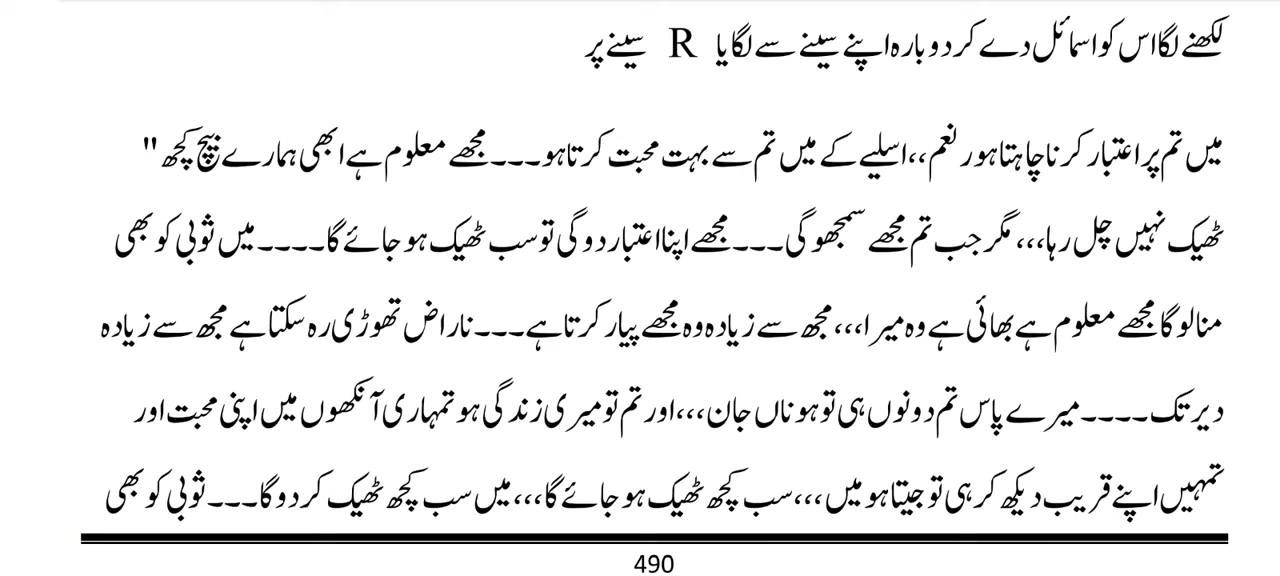 لکھنے لگا اس کو اسمائل دے کر دوبارہ اپنے سینے سے لگایا R سینے پر
میں تم پر اعتبار کرنا چاہتا ہو ر نعم،، اسلیے کے میں تم سے بہت محبت کرتا ہو۔۔۔ مجھے معلوم ہے ابھی ہمارے بیچ کچھ "
ٹھیک نہیں چل رہا،،، مگر جب تم مجھے سمجھو گی۔۔۔ مجھے اپنا اعتبار دو گی تو سب ٹھیک ہو جائے گا۔۔۔۔ میں ثوبی کو بھی
منا لو گا مجھے معلوم ہے بھائی ہے وہ میرا،،، مجھ سے زیادہ وہ مجھے پیار کرتا ہے۔۔۔ ناراض تھوڑی رہ سکتا ہے مجھ سے زیادہ
دیر تک۔۔۔۔ میرے پاس تم دونوں ہی تو ہو ناں جان،،، اور تم تو میری زندگی ہو تمہاری آنکھوں میں اپنی محبت اور
تمہیں اپنے قریب دیکھ کر ہی تو جیتا ہو میں،،، سب کچھ ٹھیک ہو جائے گا،،، میں سب کچھ ٹھیک کر دو گا۔۔۔ ثوبی کو بھی
490